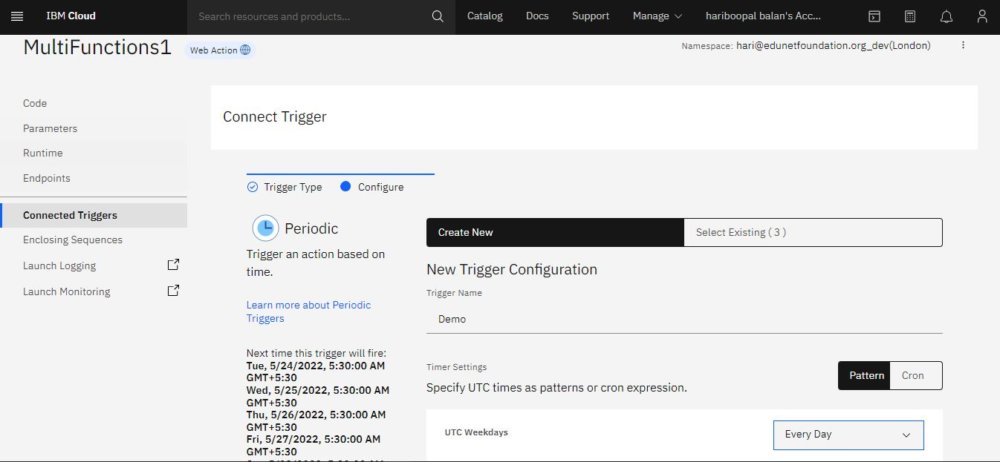 IBM Cloud
Search resources and products...
Catalog
Docs
Support
Manage
hariboopal balan's Acc...
MultiFunctions1
Web Action
Namespace: hari@edunetfoundation.org_dev(London)
Code
Parameters
Runtime
Endpoints
Connected Triggers
Enclosing Sequences
Launch Logging
Launch Monitoring
Connect Trigger
Trigger Type
Configure
Periodic
Trigger an action based on
time.
Learn more about Periodic
Triggers
Next time this trigger will fire:
Tue, 5/24/2022, 5:30:00 AM
GMT+5:30
Wed, 5/25/2022, 5:30:00 AM
GMT+5:30
Thu, 5/26/2022, 5:30:00 AM
GMT+5:30
Fri, 5/27/2022, 5:30:00 AM
GMT+5:30
Create New
Select Existing ( 3 )
New Trigger Configuration
Trigger Name
Demo
Timer Settings
Specify UTC times as patterns or cron expression.
Pattern
Cron
UTC Weekdays
Every Day